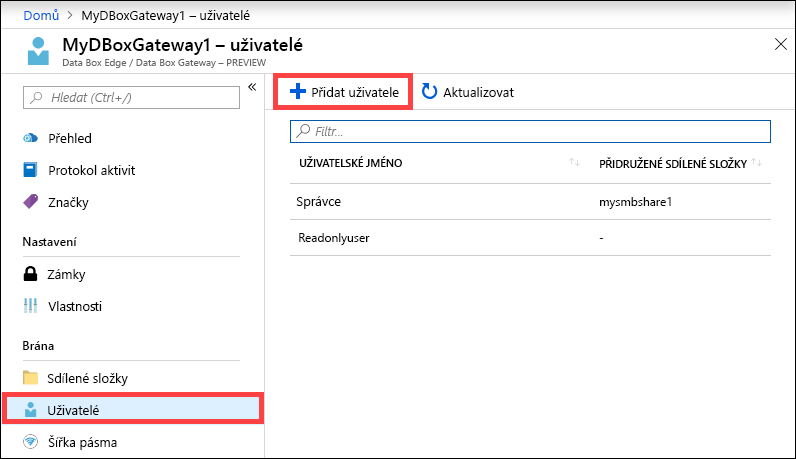 Domů > MyDBoxGateway1 – uživatelé
MyDBoxGateway1 – uživatelé
Data Box Edge / Data Box Gateway – PREVIEW
Hledat (Ctrl+/)
Přehled
Protokol aktivit
Značky
Nastavení
Zámky
Vlastnosti
Brána
Sdílené složky
Uživatelé
Šířka pásma
Přidat uživatele
Aktualizovat
Filtr...
UŽIVATELSKÉ JMÉNO PŘIDRUŽENÉ SDÍLENÉ SLOŽKY
Správce mysmbshare1
Readonlyuser -